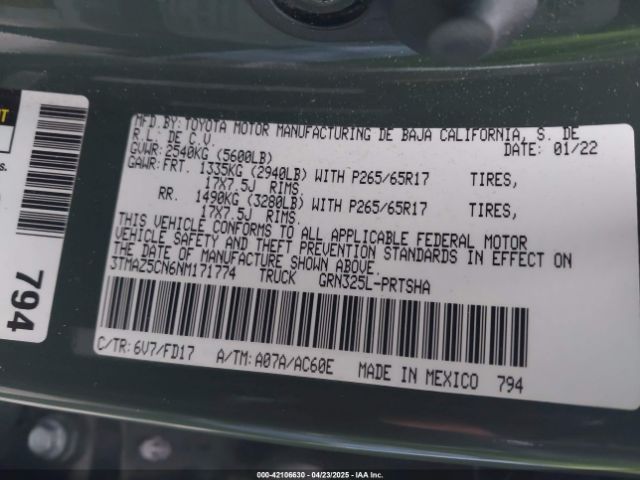 MFD.BY: TOYOTA MOTOR MANUFACTURING DE BAJA CALIFORNIA, S. DE
R.L. DE C.V. DATE: 01/22
GVWR: 2540KG (5600LB)
GAWR: FRT. 1335KG (2940LB) WITH P265/65R17 TIRES,
17X7.5J RIMS.
RR. 1490KG (3280LB) WITH P265/65R17 TIRES,
17X7.5J RIMS.
THIS VEHICLE CONFORMS TO ALL APPLICABLE FEDERAL MOTOR
VEHICLE SAFETY AND THEFT PREVENTION STANDARDS IN EFFECT ON
THE DATE OF MANUFACTURE SHOWN ABOVE.
3TMAZ5CN6NM171774 TRUCK GRN325L-PRTSHA
C/TR: 6V7/FD17 A/TM: A07A/AC60E MADE IN MEXICO 794
794
000-42106630 - 04/23/2025 - IAA Inc.